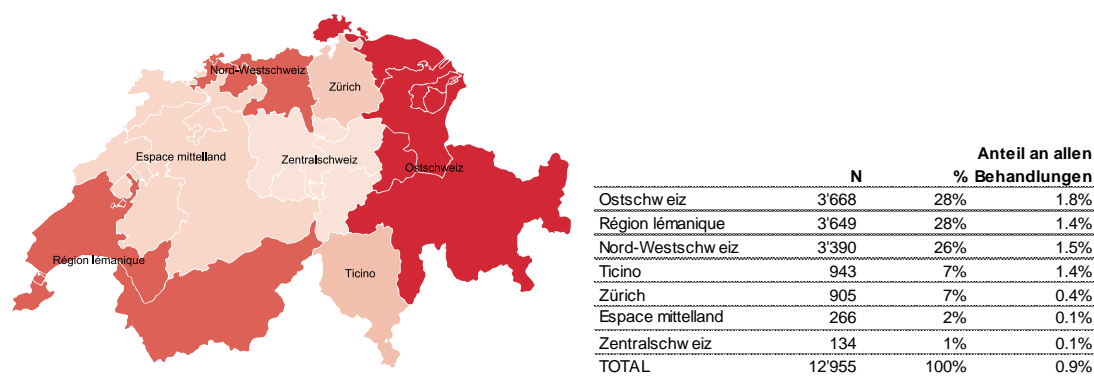 Nord-Westschweiz
Zürich
Espace mittelland
Zentralschweiz
Ostschweiz
Région lémanique
Ticino
Anteil an allen
N % Behandlungen
Ostschweiz 3'668 28% 1.8%
Région lémanique 3'649 28% 1.4%
Nord-Westschweiz 3'390 26% 1.5%
Ticino 943 7% 1.4%
Zürich 905 7% 0.4%
Espace mittelland 266 2% 0.1%
Zentralschweiz 134 1% 0.1%
TOTAL 12'955 100% 0.9%